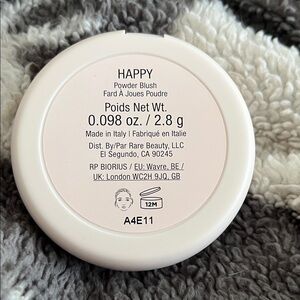 HAPPY
Powder Blush
Fard À Joues Poudre
Poids Net Wt.
0.098 oz. / 2.8 g
Made in Italy | Fabriqué en Italie
Dist. By/Par Rare Beauty, LLC
El Segundo, CA 90245
RP BIORIUS / EU: Wavre, BE /
UK: London WC2H 9JQ, GB
12M
A4E11